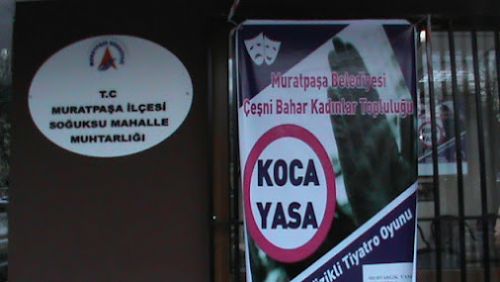 T.C
MURATPAŞA İLÇESİ
SOĞUKSU MAHALLE
MUHTARLIĞI
Muratpaşa Belediyesi
Çeşni Bahar Kadınlar Topluluğu
KOCA
YASA
Tiyatro Oyunu